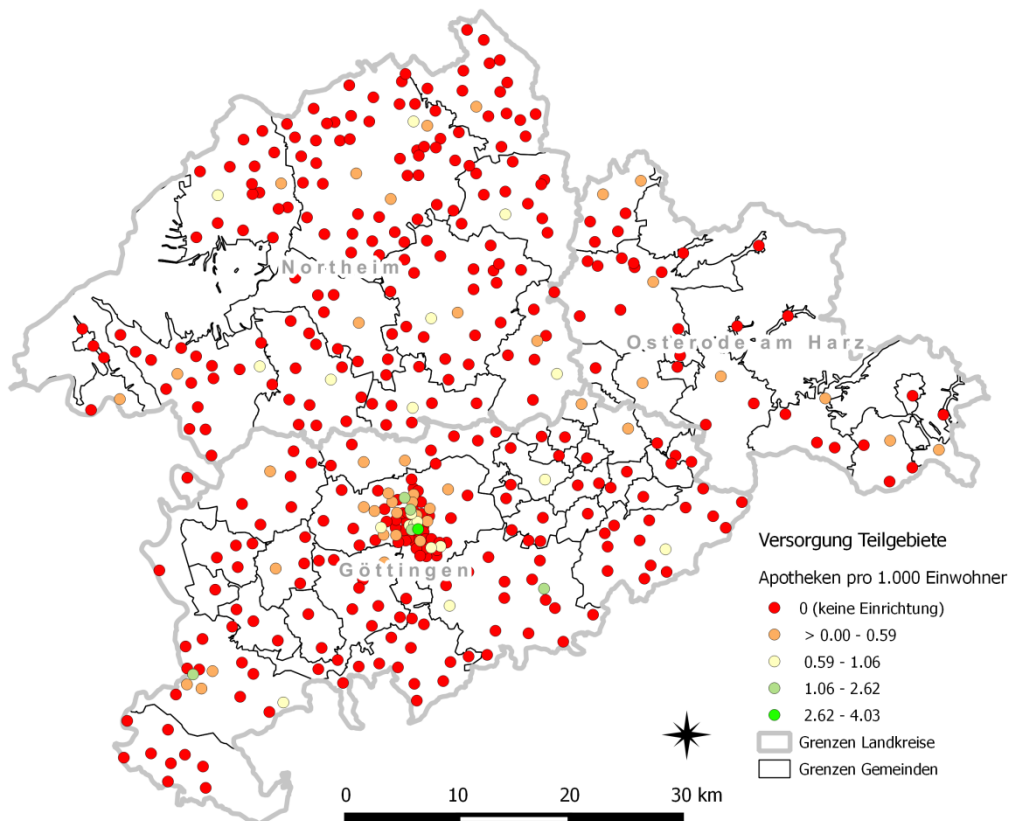 Northeim
Osterode am Harz
Göttingen
Versorgung Teilgebiete
Apotheken pro 1.000 Einwohner
0 (keine Einrichtung)
> 0.00 - 0.59
0.59 - 1.06
1.06 - 2.62
2.62 - 4.03
Grenzen Landkreise
Grenzen Gemeinden
0 10 20 30 km